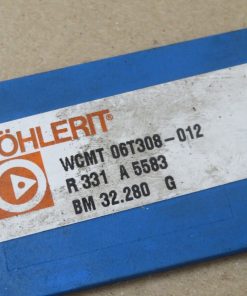 ÖHLERIT®
WCMT 06T308-012
R 331 A 5583
BM 32.280 G